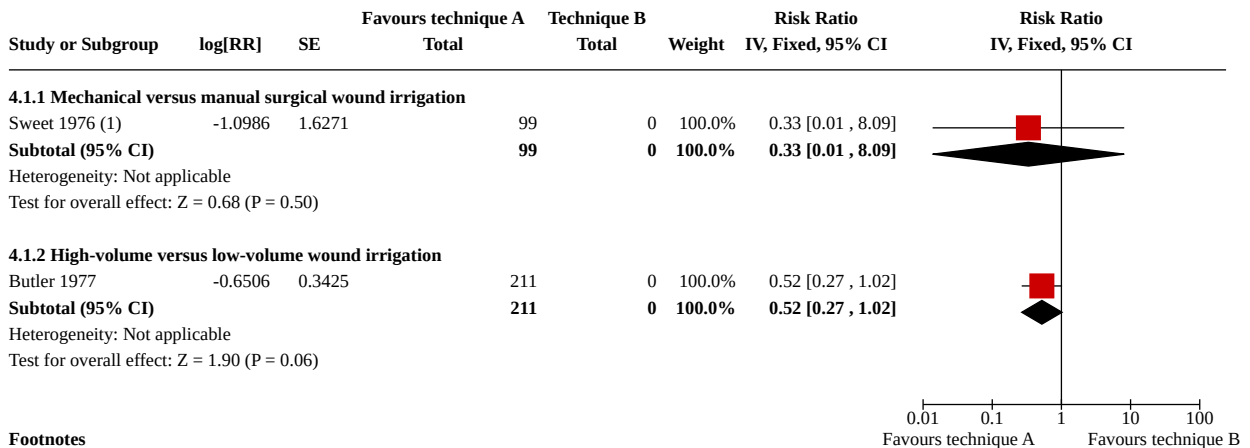 Favours technique A Technique B Risk Ratio Risk Ratio
Study or Subgroup log[RR] SE Total Total Weight IV, Fixed, 95% CI IV, Fixed, 95% CI
4.1.1 Mechanical versus manual surgical wound irrigation
Sweet 1976 (1) -1.0986 1.6271 99 0 100.0% 0.33 [0.01 , 8.09]
Subtotal (95% CI) 99 0 100.0% 0.33 [0.01 , 8.09]
Heterogeneity: Not applicable
Test for overall effect: Z = 0.68 (P = 0.50)
4.1.2 High-volume versus low-volume wound irrigation
Butler 1977 -0.6506 0.3425 211 0 100.0% 0.52 [0.27 , 1.02]
Subtotal (95% CI) 211 0 100.0% 0.52 [0.27 , 1.02]
Heterogeneity: Not applicable
Test for overall effect: Z = 1.90 (P = 0.06)
0.01 0.1 1 10 100
Footnotes Favours technique A Favours technique B